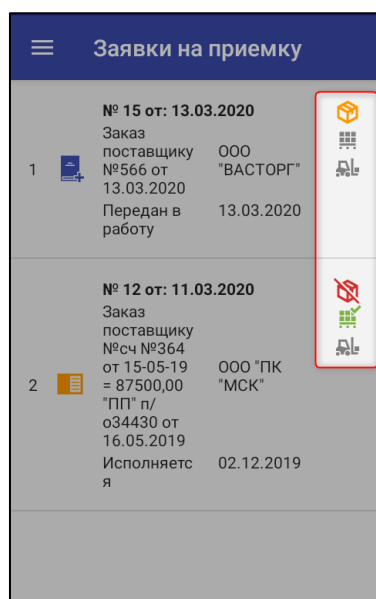 Заявки на приемку
№ 15 от: 13.03.2020
Заказ
поставщику
№566 от
13.03.2020
ООО
"ВАСТОРГ"
1
Передан в
работу
13.03.2020
№ 12 от: 11.03.2020
Заказ
поставщику
№сч №364
от 15-05-19
= 87500,00
"ПП" п/
о34430 от
16.05.2019
ООО "ПК
"МСК"
2
Исполняетс
я
02.12.2019